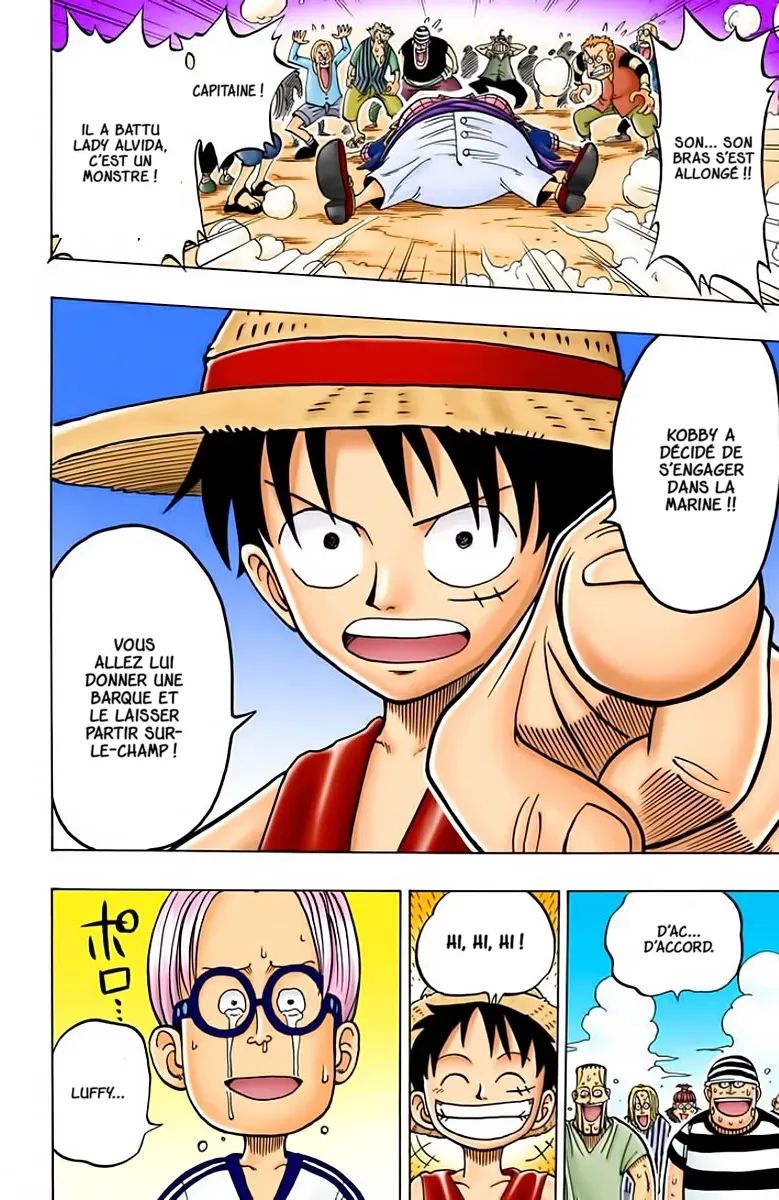 SON... SON
BRAS S'EST
ALLONGÉ !!
CAPITAINE !
IL A BATTU
LADY ALVIDA,
C'EST UN
MONSTRE !
KOBBY A
DÉCIDÉ DE
S'ENGAGER
DANS LA
MARINE !!
VOUS
ALLEZ LUI
DONNER UNE
BARQUE ET
LE LAISSER
PARTIR SUR-
LE-CHAMP !
D'AC...
D'ACCORD.
HI, HI, HI !
ポロ...
LUFFY...